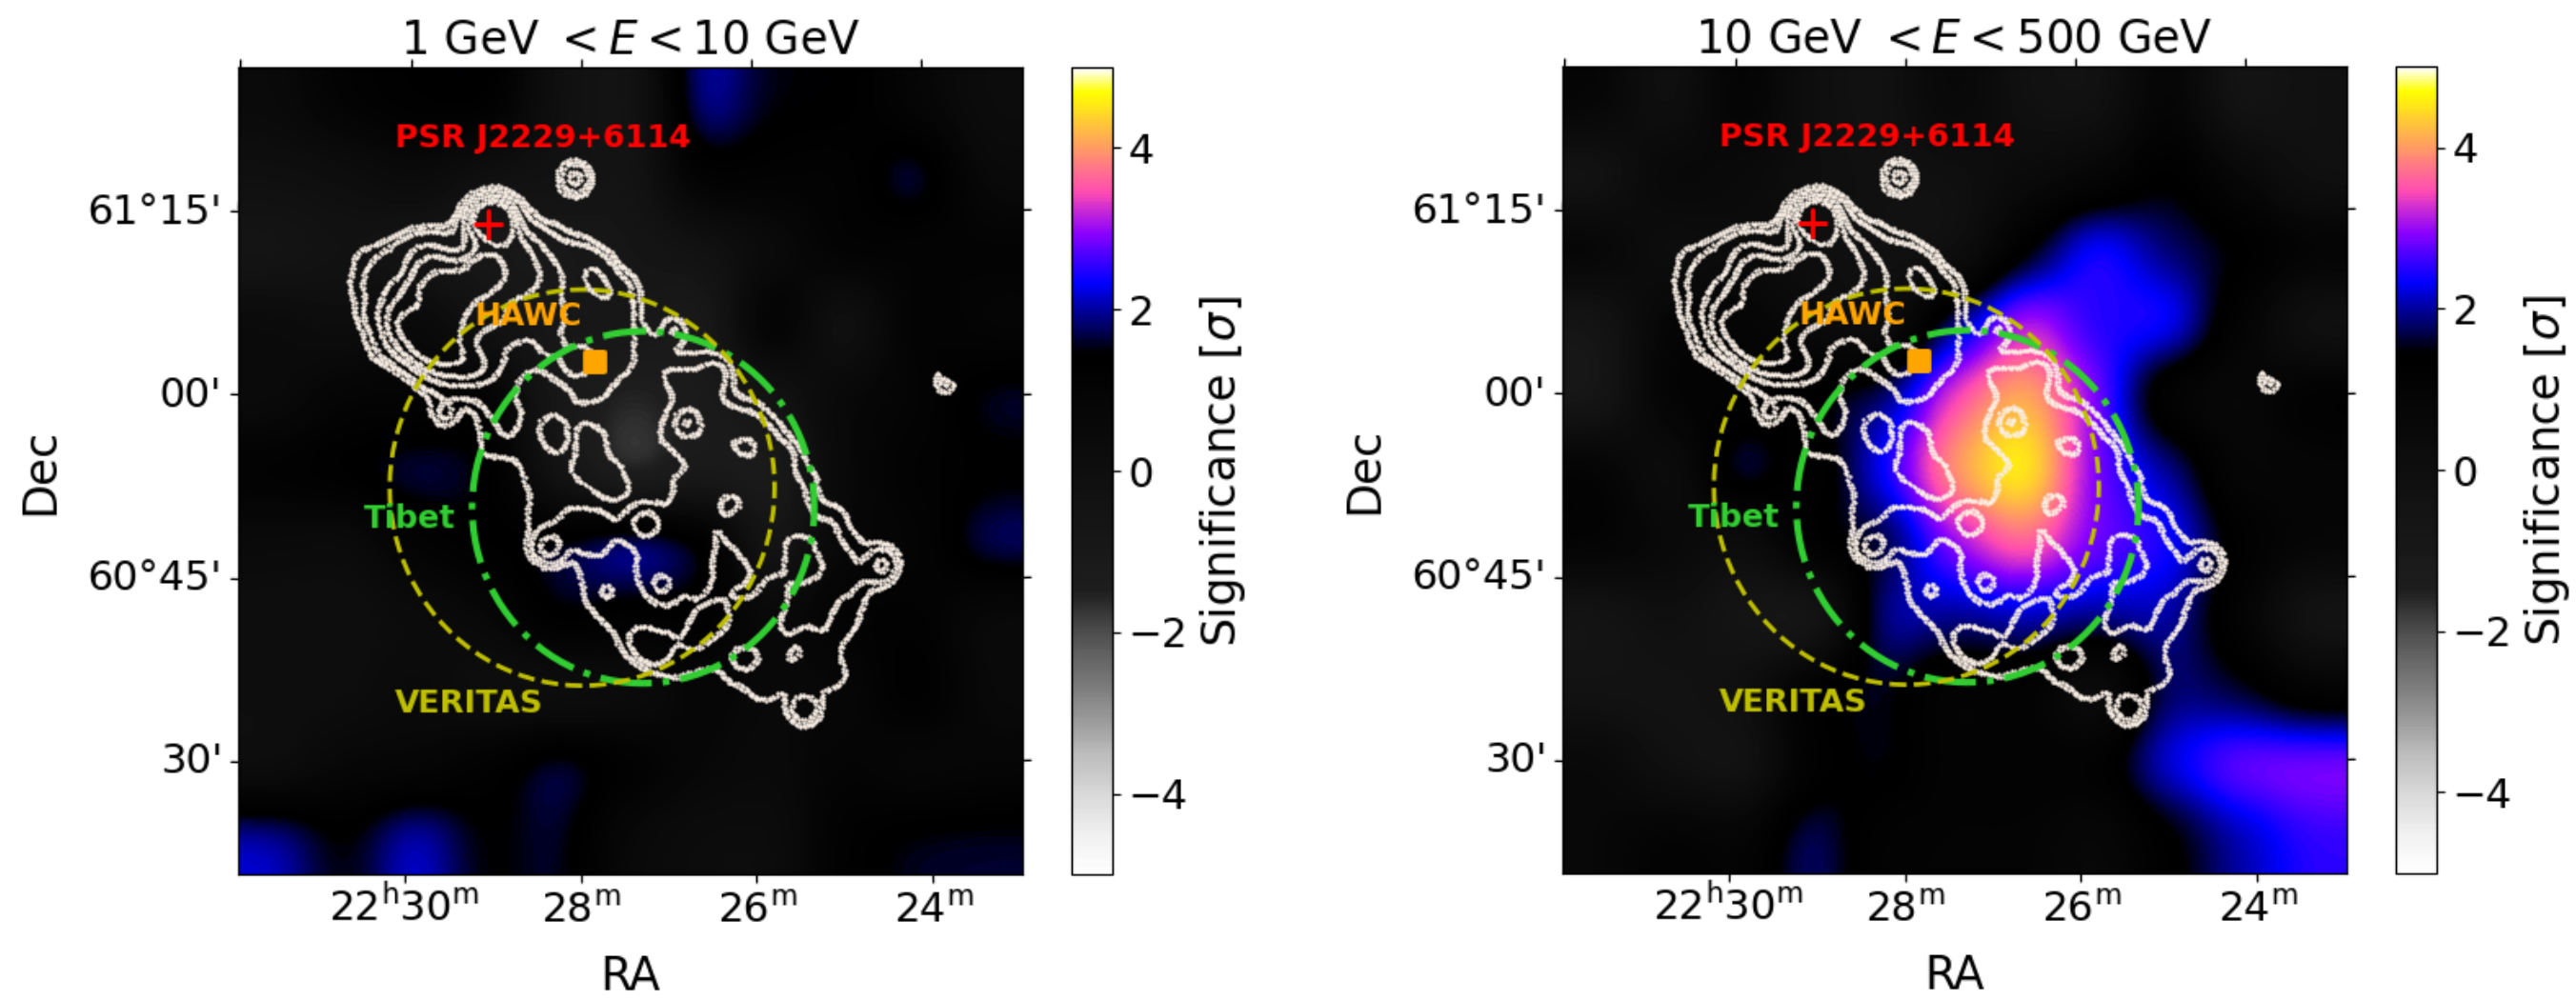 1 GeV < E < 10 GeV
PSR J2229+6114
HAWC
Tibet
VERITAS
61°15'
00'
60°45'
30'
Dec
22ʰ30ᵐ
28ᵐ
26ᵐ
24ᵐ
RA
4
2
0
−2
−4
Significance [σ]
10 GeV < E < 500 GeV
PSR J2229+6114
HAWC
Tibet
VERITAS
61°15'
00'
60°45'
30'
Dec
22ʰ30ᵐ
28ᵐ
26ᵐ
24ᵐ
RA
4
2
0
−2
−4
Significance [σ]